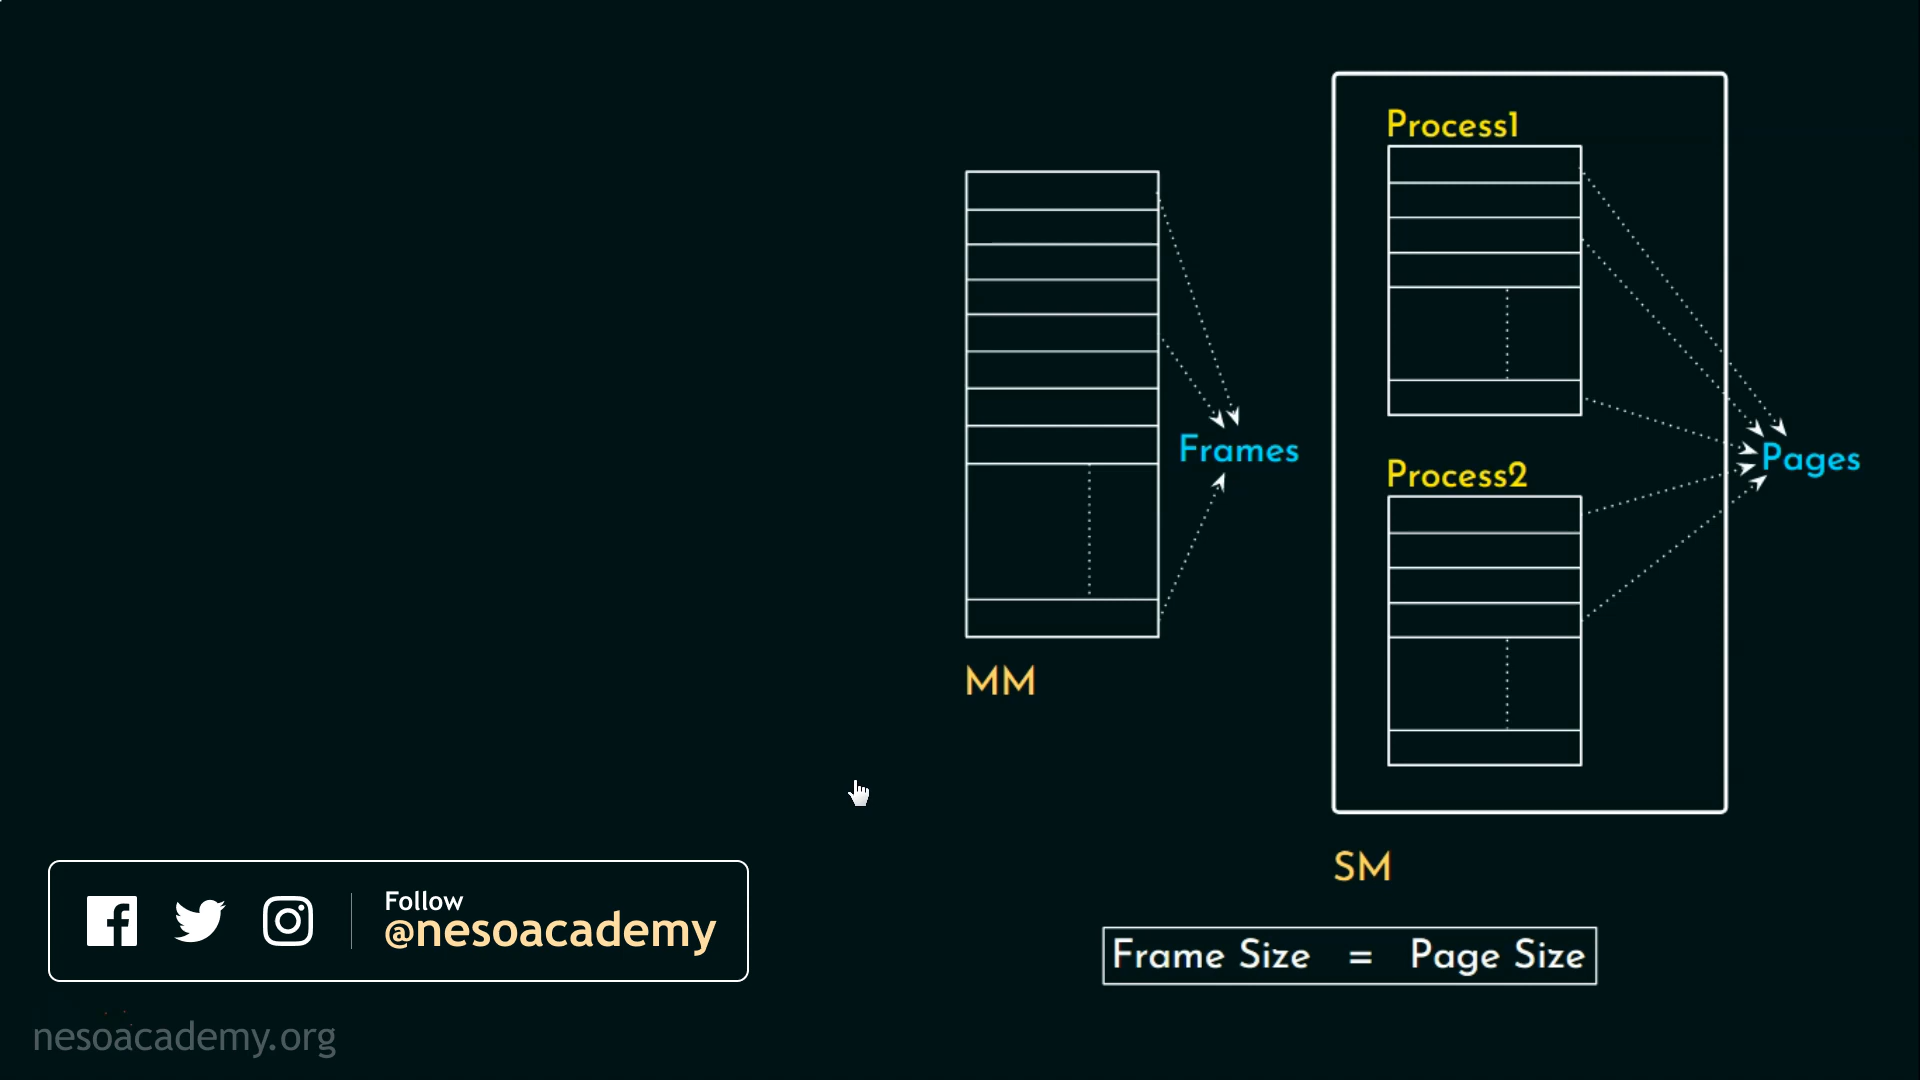 Process1
Frames
Pages
Process2
MM
SM
Follow
@nesoacademy
Frame Size = Page Size
nesoacademy.org